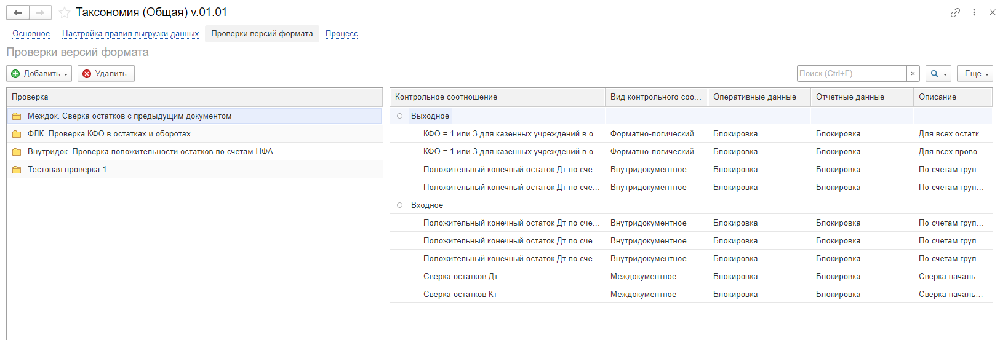 Таксономия (Общая) v.01.01
Основное Настройка правил выгрузки данных Проверки версий формата Процесс
Проверки версий формата
Добавить Удалить Поиск (Ctrl+F) × Еще
Проверка
Междок. Сверка остатков с предыдущим документом
ФЛК. Проверка КФО в остатках и оборотах
Внутридок. Проверка положительности остатков по счетам НФА
Тестовая проверка 1
Контрольное соотношение Вид контрольного соо... Оперативные данные Отчетные данные Описание
Выходное
КФО = 1 или 3 для казенных учреждений в о... Форматно-логический... Блокировка Блокировка Для всех остатк...
КФО = 1 или 3 для казенных учреждений в о... Форматно-логический... Блокировка Блокировка Для всех прово...
Положительный конечный остаток Дт по сче... Внутридокументное Блокировка Блокировка По счетам груп...
Положительный конечный остаток Дт по сче... Внутридокументное Блокировка Блокировка По счетам груп...
Входное
Положительный конечный остаток Дт по сче... Внутридокументное Блокировка Блокировка По счетам груп...
Положительный конечный остаток Дт по сче... Внутридокументное Блокировка Блокировка По счетам груп...
Положительный конечный остаток Дт по сче... Внутридокументное Блокировка Блокировка По счетам груп...
Сверка остатков Дт Междокументное Блокировка Блокировка Сверка началь...
Сверка остатков Кт Междокументное Блокировка Блокировка Сверка началь...